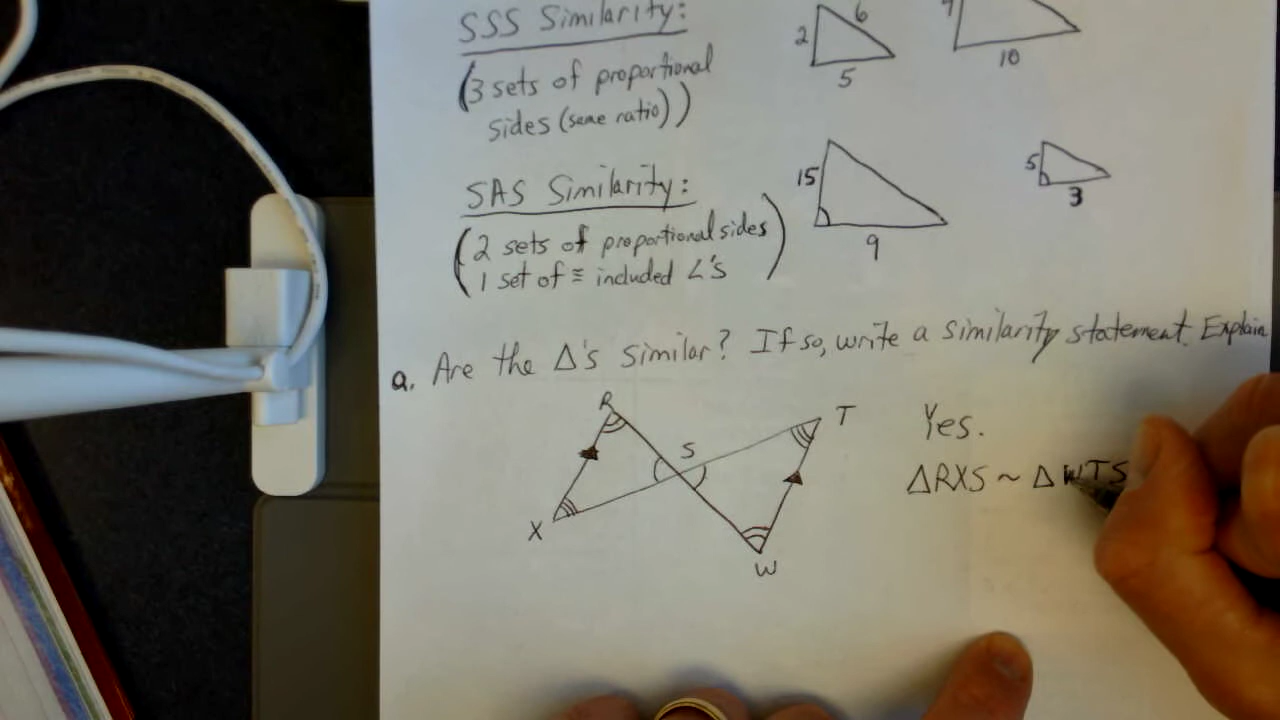 SSS Similarity:
(3 sets of proportional
sides (same ratio))
2
6
5
10
SAS Similarity:
(2 sets of proportional sides
1 set of ≅ included ∠'s)
15
9
5
3
a. Are the Δ's similar? If so, write a similarity statement. Explain
R
S
T
X
W
Yes.
ΔRXS ~ ΔWTS